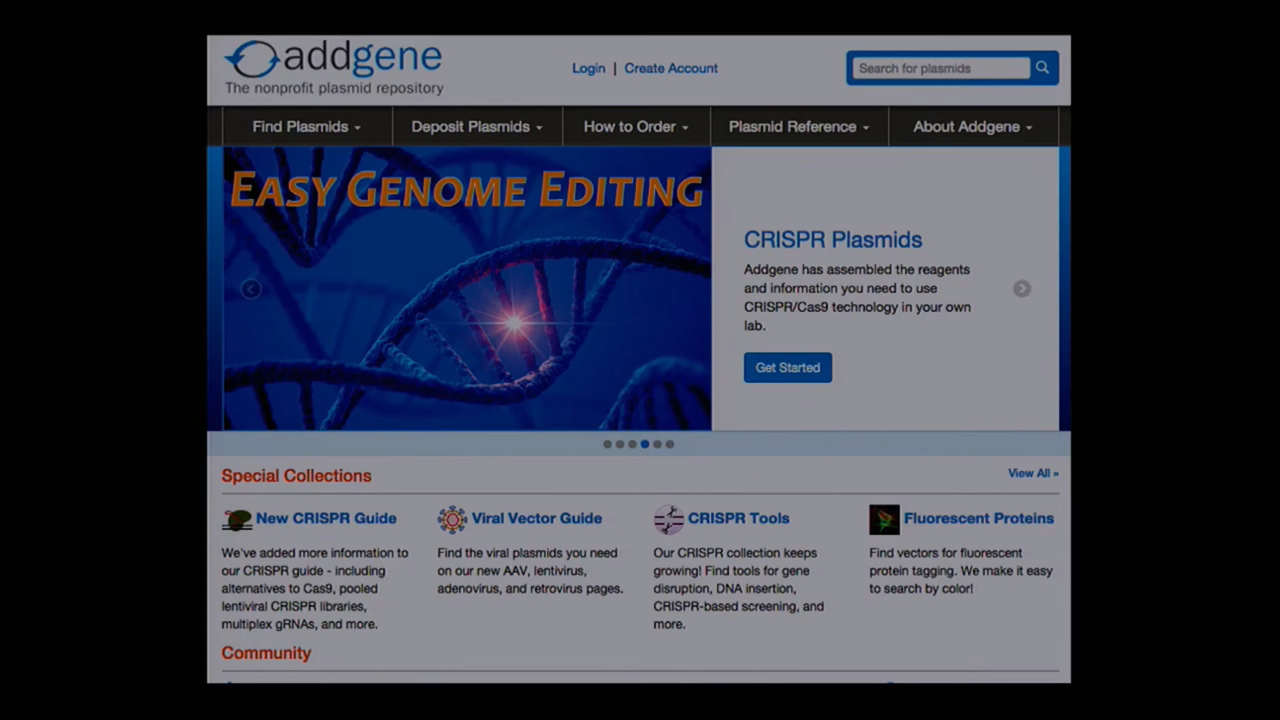 addgene
The nonprofit plasmid repository
Login | Create Account
Search for plasmids
Find Plasmids
Deposit Plasmids
How to Order
Plasmid Reference
About Addgene
EASY GENOME EDITING
CRISPR Plasmids
Addgene has assembled the reagents
and information you need to use
CRISPR/Cas9 technology in your own
lab.
Get Started
Special Collections
View All »
New CRISPR Guide
We've added more information to
our CRISPR guide - including
alternatives to Cas9, pooled
lentiviral CRISPR libraries,
multiplex gRNAs, and more.
Viral Vector Guide
Find the viral plasmids you need
on our new AAV, lentivirus,
adenovirus, and retrovirus pages.
CRISPR Tools
Our CRISPR collection keeps
growing! Find tools for gene
disruption, DNA insertion,
CRISPR-based screening, and
more.
Fluorescent Proteins
Find vectors for fluorescent
protein tagging. We make it easy
to search by color!
Community